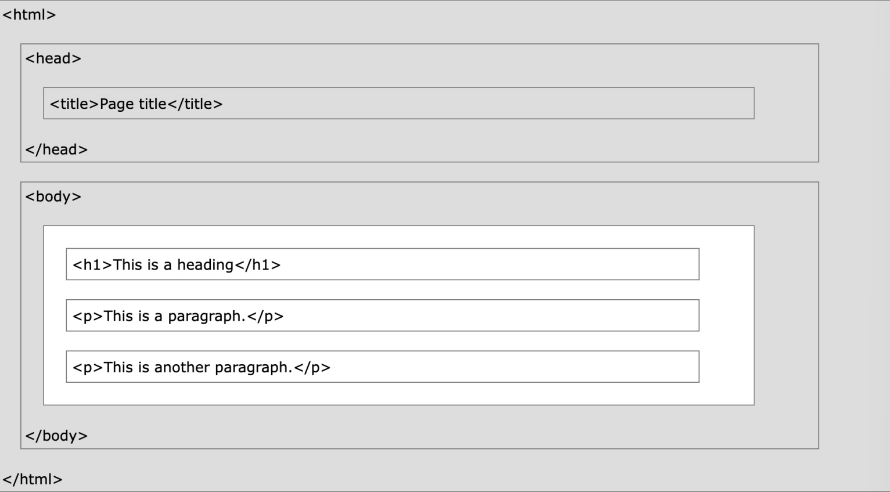 <html>
<head>
<title>Page title</title>
</head>
<body>
<h1>This is a heading</h1>
<p>This is a paragraph.</p>
<p>This is another paragraph.</p>
</body>
</html>